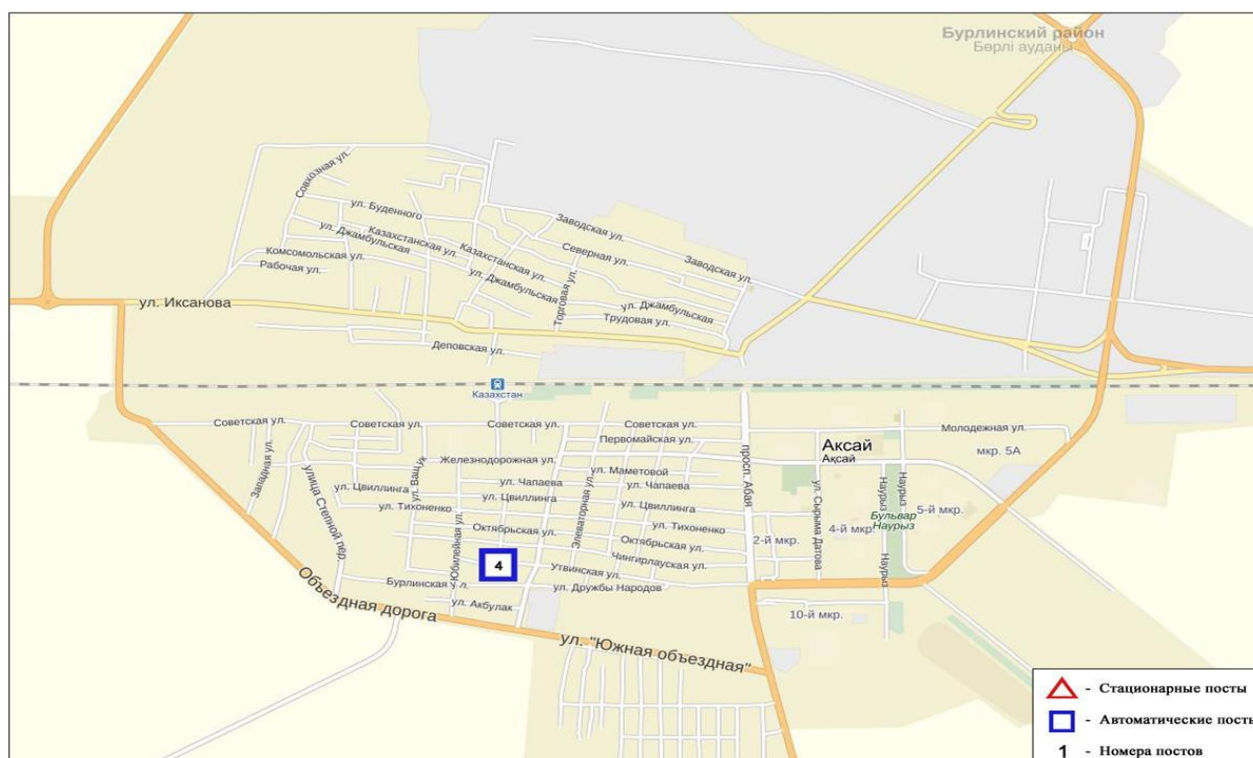 Бурлинский район
Бөрлі ауданы
Совхозная ул.
ул. Буденного
Заводская ул.
ул. Джамбульская
Казахстанская ул.
Казахстанская ул.
Северная ул.
Заводская ул.
Комсомольская ул.
Рабочая ул.
ул. Джамбульская
Торговая ул.
ул. Джамбульская
Трудовая ул.
ул. Иксанова
Деповская ул.
Казахстан
Советская ул.
Советская ул.
Советская ул.
Советская ул.
Молодежная ул.
Первомайская ул.
Аксай
Ақсай
мкр. 5А
Западная ул.
улица Степной пер.
ул. Ващук
Железнодорожная ул.
ул. Маметовой
просп. Абая
ул. Чапаева
ул. Чапаева
Элеваторная ул.
ул. Сырыма Датова
Наурыз
Наурыз
ул. Цвиллинга
ул. Цвиллинга
ул. Цвиллинга
ул. Тихоненко
ул. Тихоненко
Бульвар
Наурыз
5-й мкр.
4-й мкр.
2-й мкр.
Юбилейная ул.
Октябрьская ул.
Октябрьская ул.
4
Утвинская ул.
Чингирлауская ул.
Наурыз
Бурлинская ул.
ул. Дружбы Народов
ул. Акбулак
10-й мкр.
Объездная дорога
ул. "Южная объездная"
- Стационарные посты
- Автоматические посты
1 - Номера постов